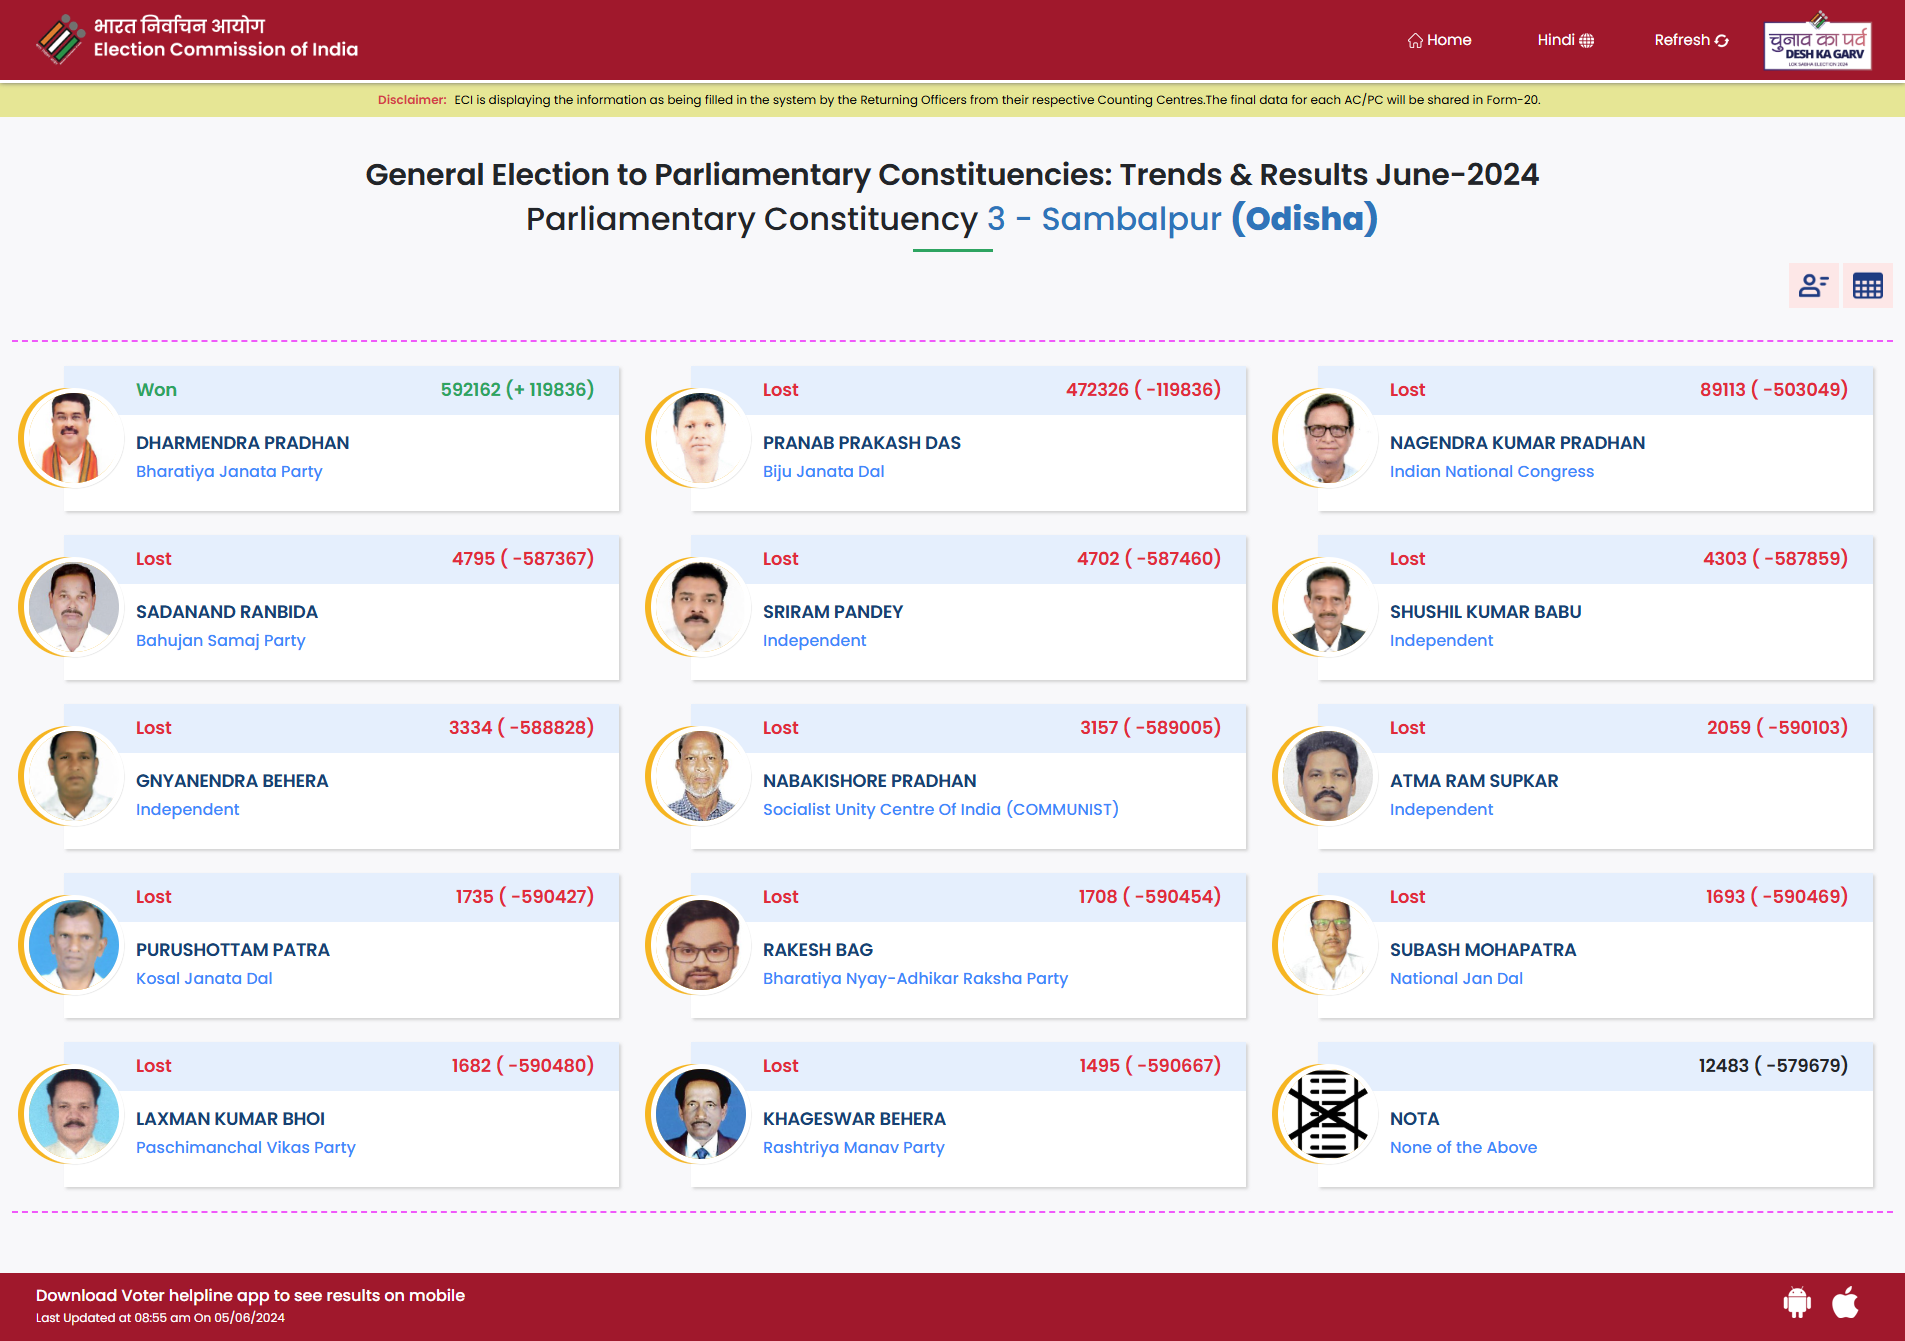 भारत निर्वाचन आयोग
Election Commission of India
Home
Hindi
Refresh
चुनाव का पर्व
DESH KA GARV
LOK SABHA ELECTION 2024
Disclaimer: ECI is displaying the information as being filled in the system by the Returning Officers from their respective Counting Centres.The final data for each AC/PC will be shared in Form-20.
General Election to Parliamentary Constituencies: Trends & Results June-2024
Parliamentary Constituency 3 - Sambalpur (Odisha)
Won 592162 (+ 119836)
DHARMENDRA PRADHAN
Bharatiya Janata Party
Lost 472326 ( -119836)
PRANAB PRAKASH DAS
Biju Janata Dal
Lost 89113 ( -503049)
NAGENDRA KUMAR PRADHAN
Indian National Congress
Lost 4795 ( -587367)
SADANAND RANBIDA
Bahujan Samaj Party
Lost 4702 ( -587460)
SRIRAM PANDEY
Independent
Lost 4303 ( -587859)
SHUSHIL KUMAR BABU
Independent
Lost 3334 ( -588828)
GNYANENDRA BEHERA
Independent
Lost 3157 ( -589005)
NABAKISHORE PRADHAN
Socialist Unity Centre Of India (COMMUNIST)
Lost 2059 ( -590103)
ATMA RAM SUPKAR
Independent
Lost 1735 ( -590427)
PURUSHOTTAM PATRA
Kosal Janata Dal
Lost 1708 ( -590454)
RAKESH BAG
Bharatiya Nyay-Adhikar Raksha Party
Lost 1693 ( -590469)
SUBASH MOHAPATRA
National Jan Dal
Lost 1682 ( -590480)
LAXMAN KUMAR BHOI
Paschimanchal Vikas Party
Lost 1495 ( -590667)
KHAGESWAR BEHERA
Rashtriya Manav Party
12483 ( -579679)
NOTA
None of the Above
Download Voter helpline app to see results on mobile
Last Updated at 08:55 am On 05/06/2024